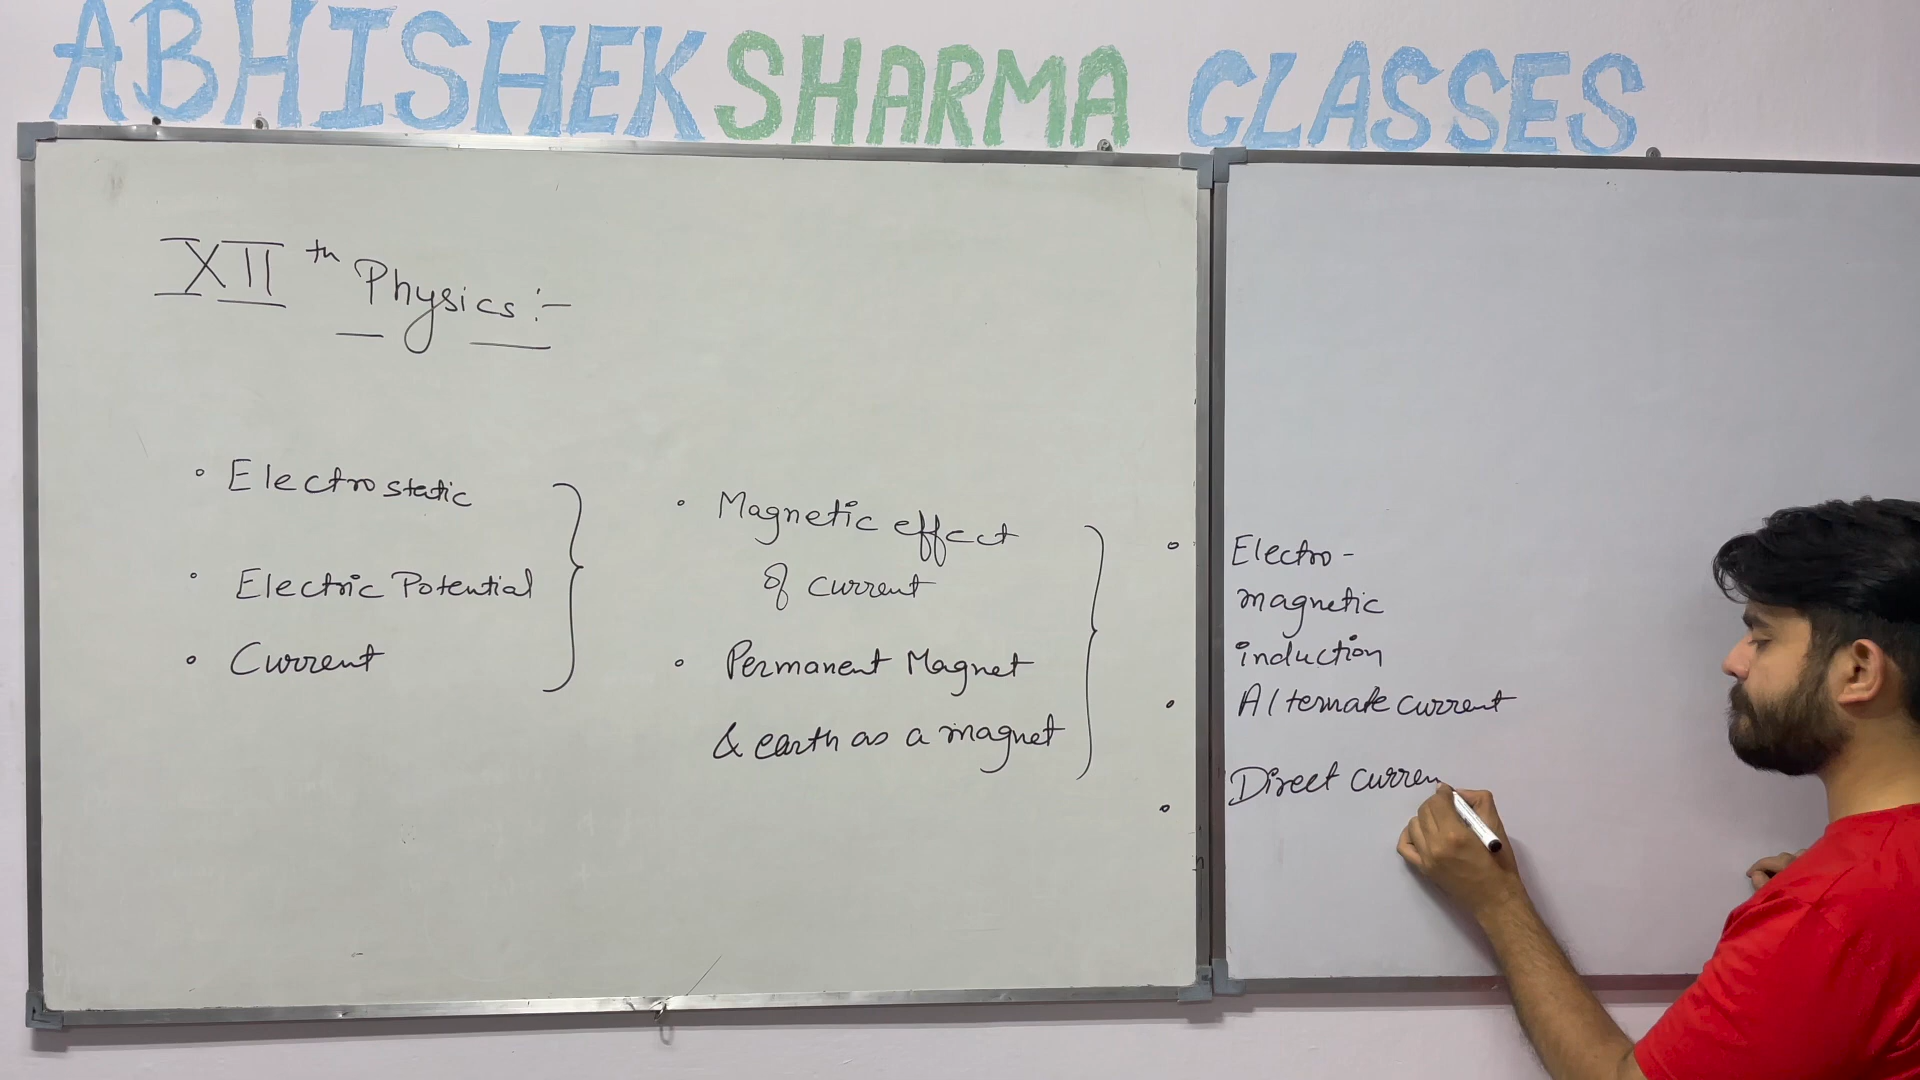 ABHISHEK SHARMA CLASSES
XII th Physics :-
• Electrostatic
• Electric Potential
• Current
• Magnetic effect
of current
• Permanent Magnet
& earth as a magnet
• Electro-
magnetic
induction
• Alternate current
• Direct curren